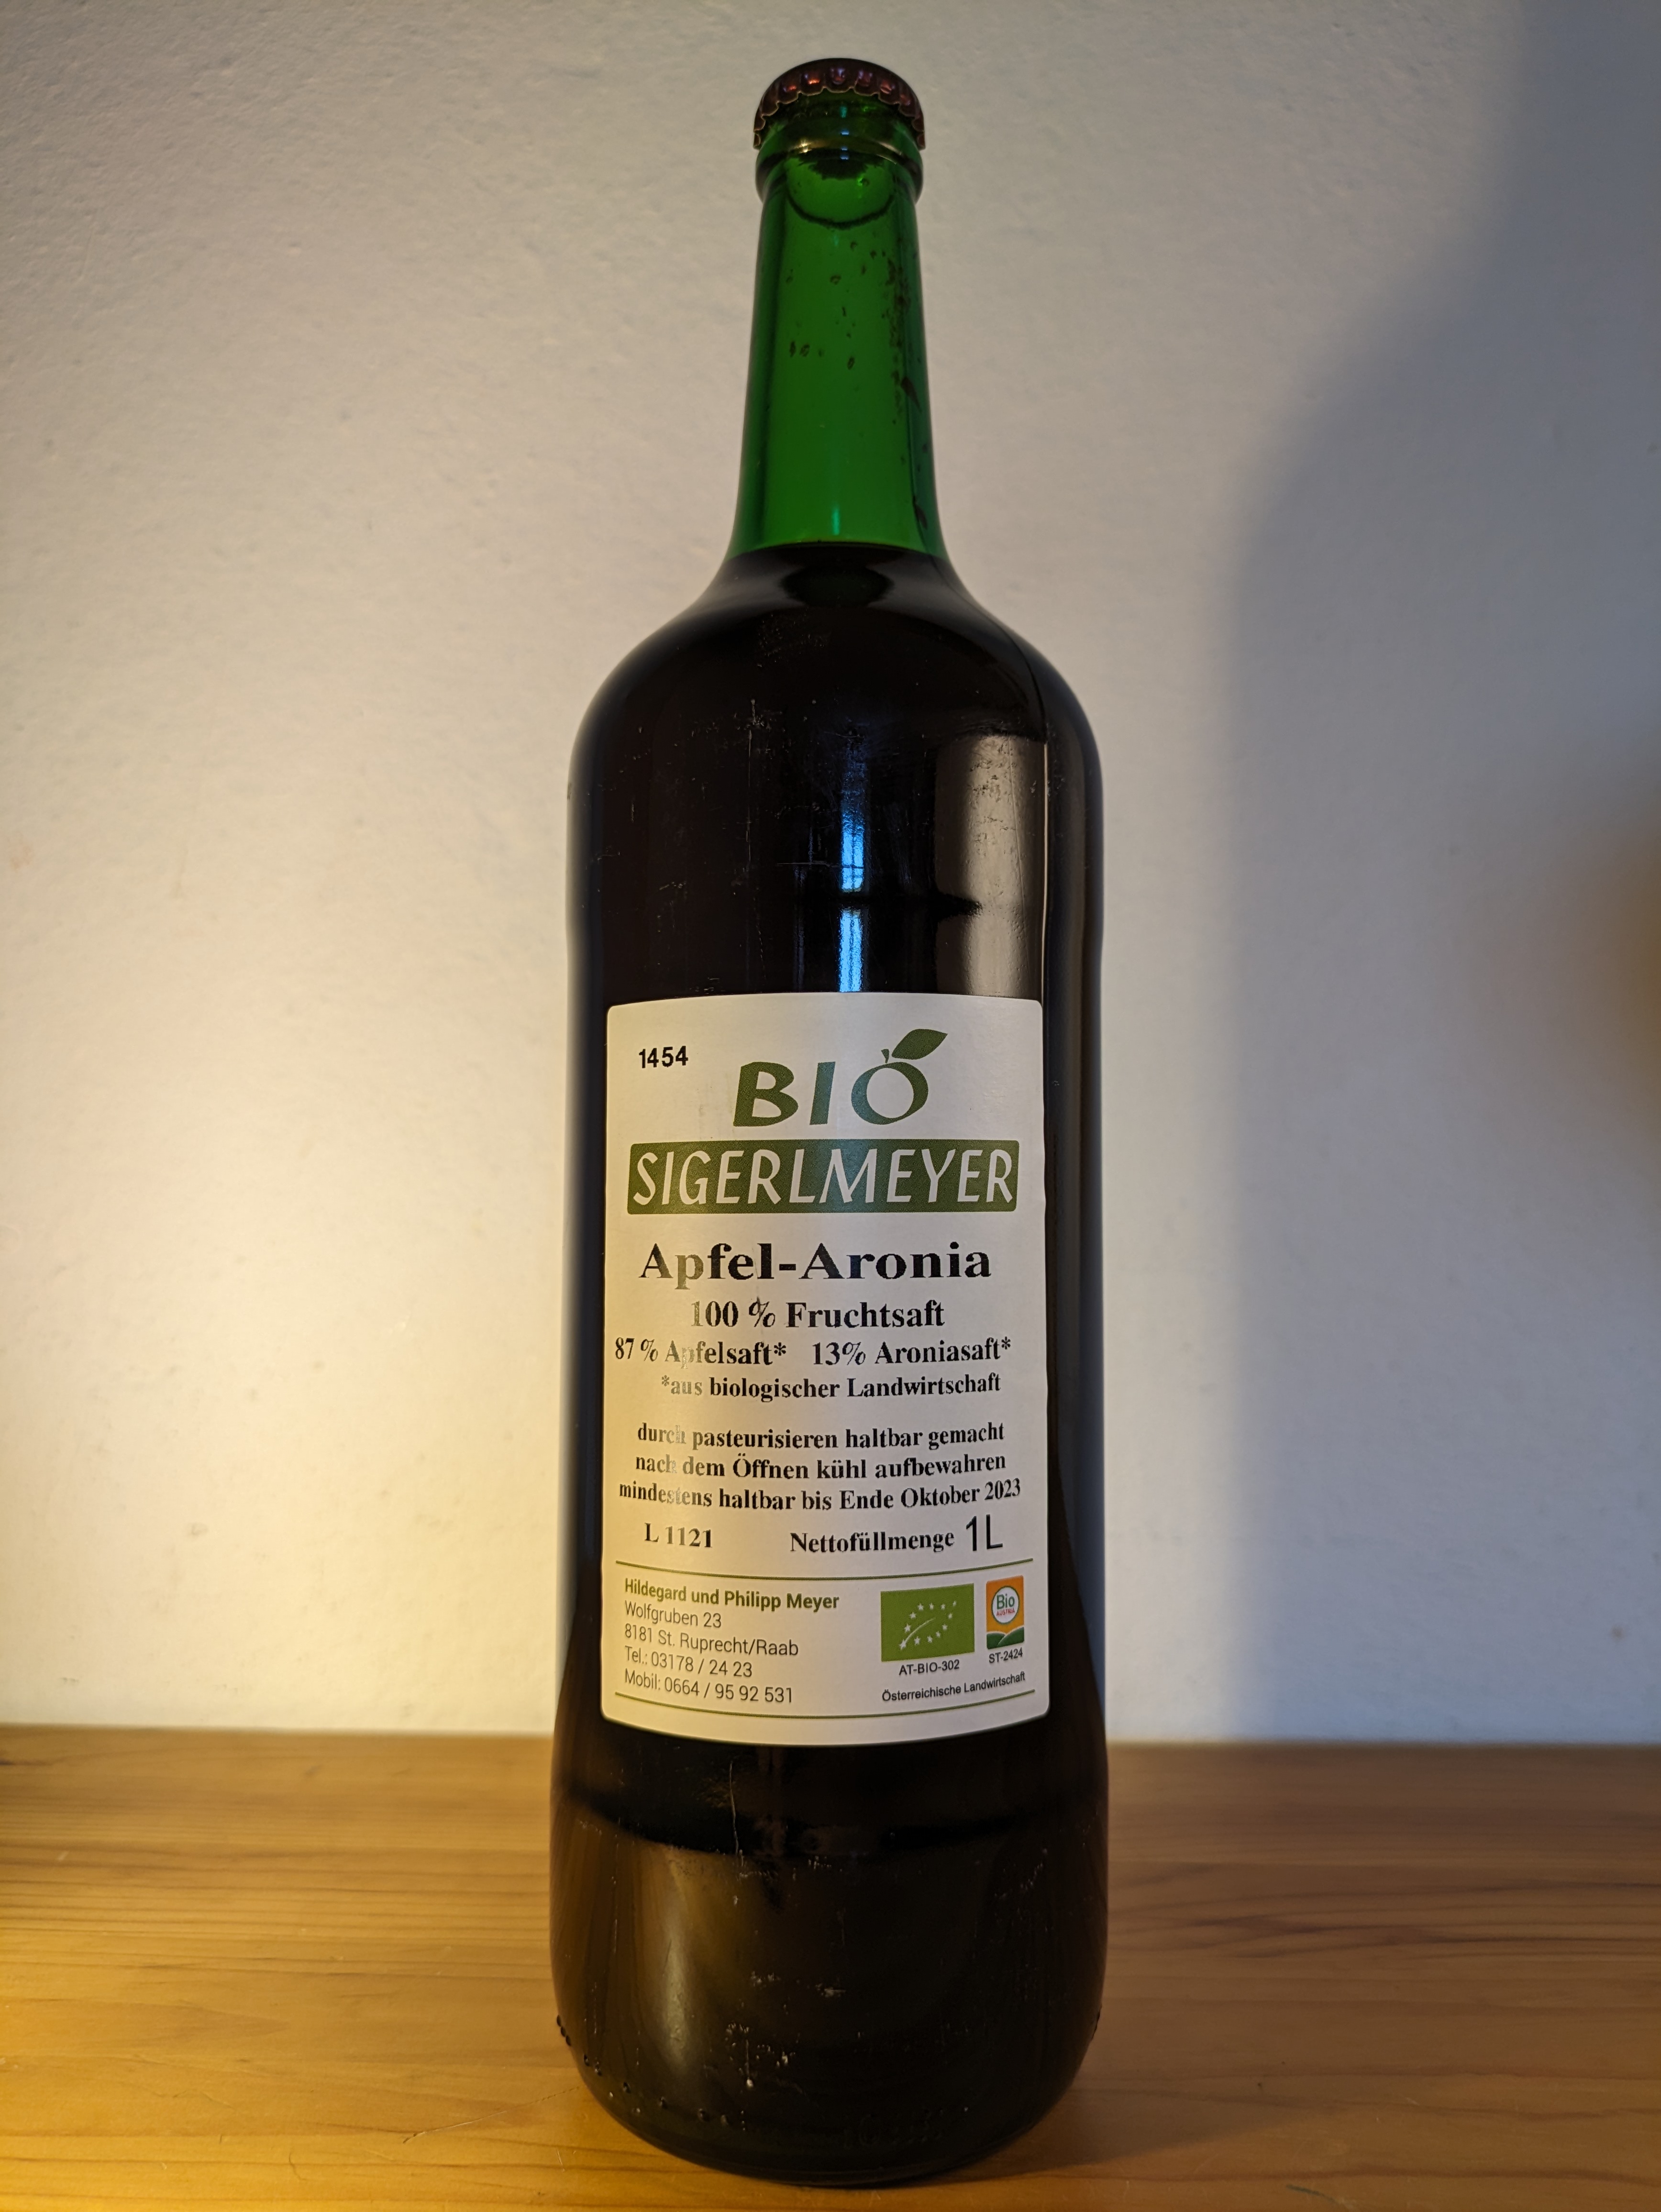 1454
BIO
SIGERLMEYER
Apfel-Aronia
100 % Fruchtsaft
87 % Apfelsaft* 13% Aroniasaft*
*aus biologischer Landwirtschaft
durch pasteurisieren haltbar gemacht
nach dem Öffnen kühl aufbewahren
mindestens haltbar bis Ende Oktober 2023
L 1121 Nettofüllmenge 1L
Hildegard und Philipp Meyer
Wolfgruben 23
8181 St. Ruprecht/Raab
Tel.: 03178 / 24 23
Mobil: 0664 / 95 92 531
Bio
AUSTRIA
AT-BIO-302
ST-2424
Österreichische Landwirtschaft